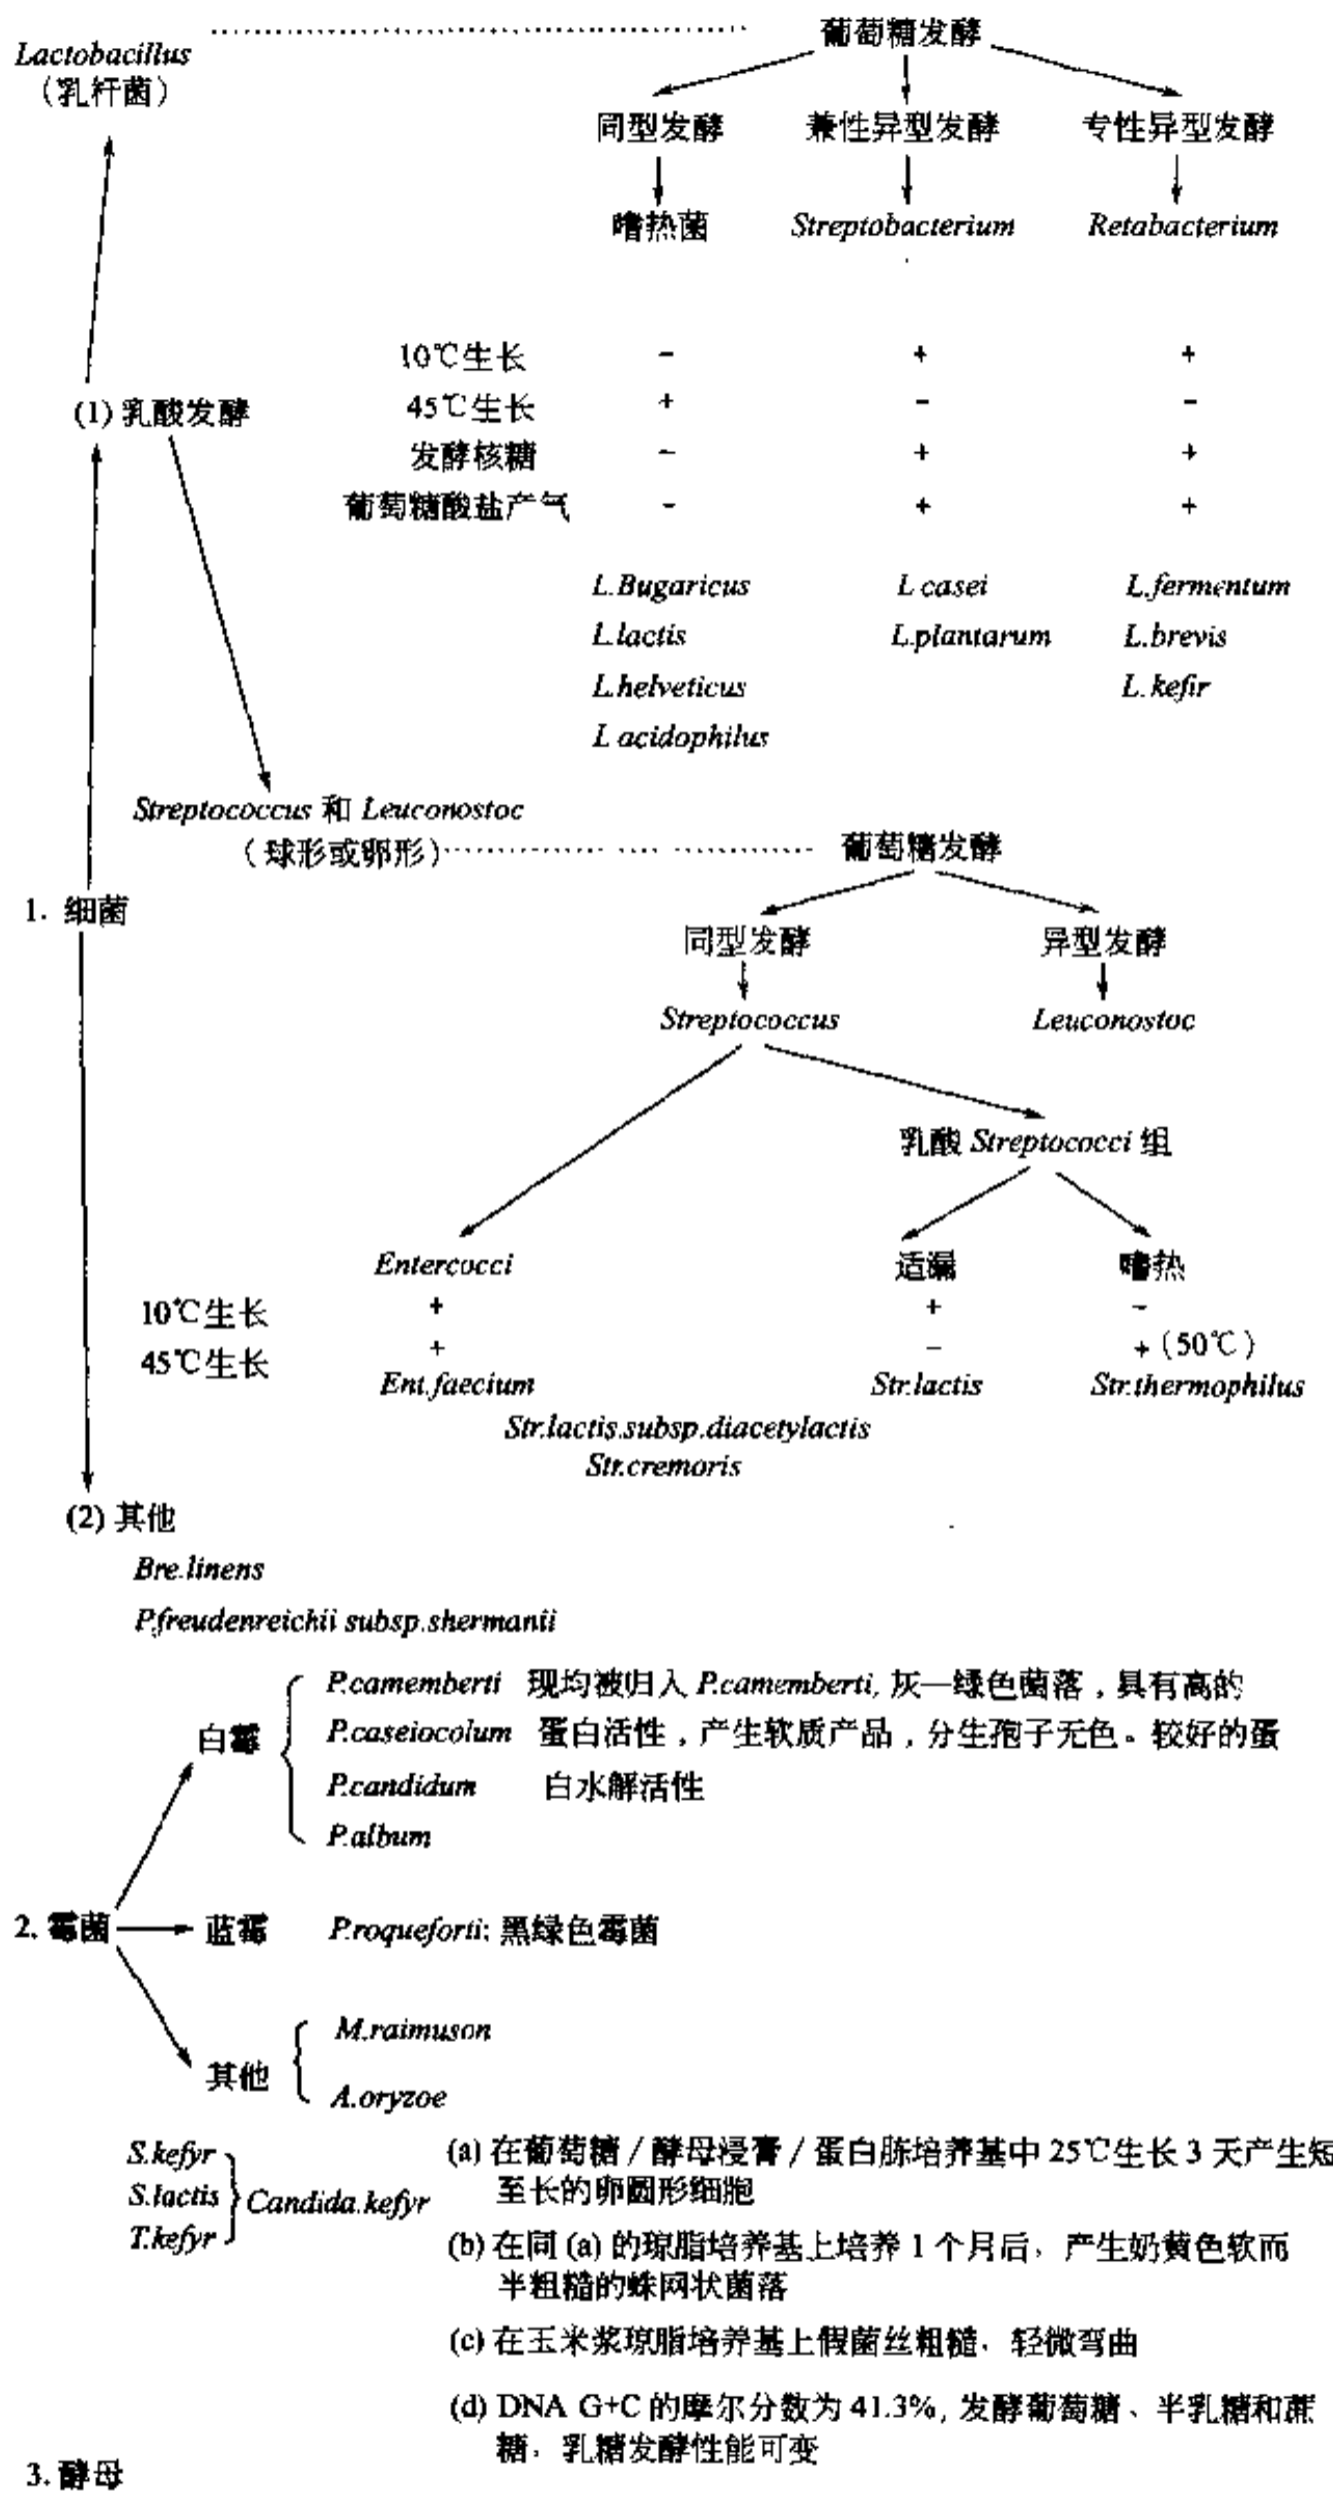 葡萄糖发酵
Lactobacillus
（乳杆菌）
同型发酵 兼性异型发酵 专性异型发酵
嗜热菌 Streptobacterium Retabacterium
10℃生长 - + +
(1) 乳酸发酵 45℃生长 + - -
发酵核糖 - + +
葡萄糖酸盐产气 - + +
L.Bugaricus L casei L.fermentum
L.lactis L.plantarum L.brevis
L.helveticus L. kefir
L acidophilus
Streptococcus 和 Leuconostoc
（球形或卵形） 葡萄糖发酵
1. 细菌
同型发酵 异型发酵
Streptococcus Leuconostoc
乳酸 Streptococci 组
Entercocci 适漏 嗜热
10℃生长 + + -
45℃生长 + - +（50℃）
Ent.faecium Str.lactis Str.thermophilus
Str.lactis.subsp.diacetylactis
Str.cremoris
(2) 其他
Bre.linens
P.freudenreichii subsp.shermanii
P.camemberti 现均被归入 P.camemberti, 灰—绿色菌落，具有高的
白霉 P.caseiocolum 蛋白活性，产生软质产品，分生孢子无色。较好的蛋
P.candidum 白水解活性
P.album
2. 霉菌 蓝霉 P.roqueforti: 黑绿色霉菌
M.raimuson
其他
A.oryzoe
S.kefyr (a) 在葡萄糖／酵母浸膏／蛋白胨培养基中 25℃生长 3 天产生短
S.lactis Candida.kefyr 至长的卵圆形细胞
T.kefyr (b) 在同 (a) 的琼脂培养基上培养 1 个月后，产生奶黄色软而
半粗糙的蛛网状菌落
(c) 在玉米浆琼脂培养基上假菌丝粗糙，轻微弯曲
(d) DNA G+C 的摩尔分数为 41.3%, 发酵葡萄糖、半乳糖和蔗
糖，乳糖发酵性能可变
3. 酵母